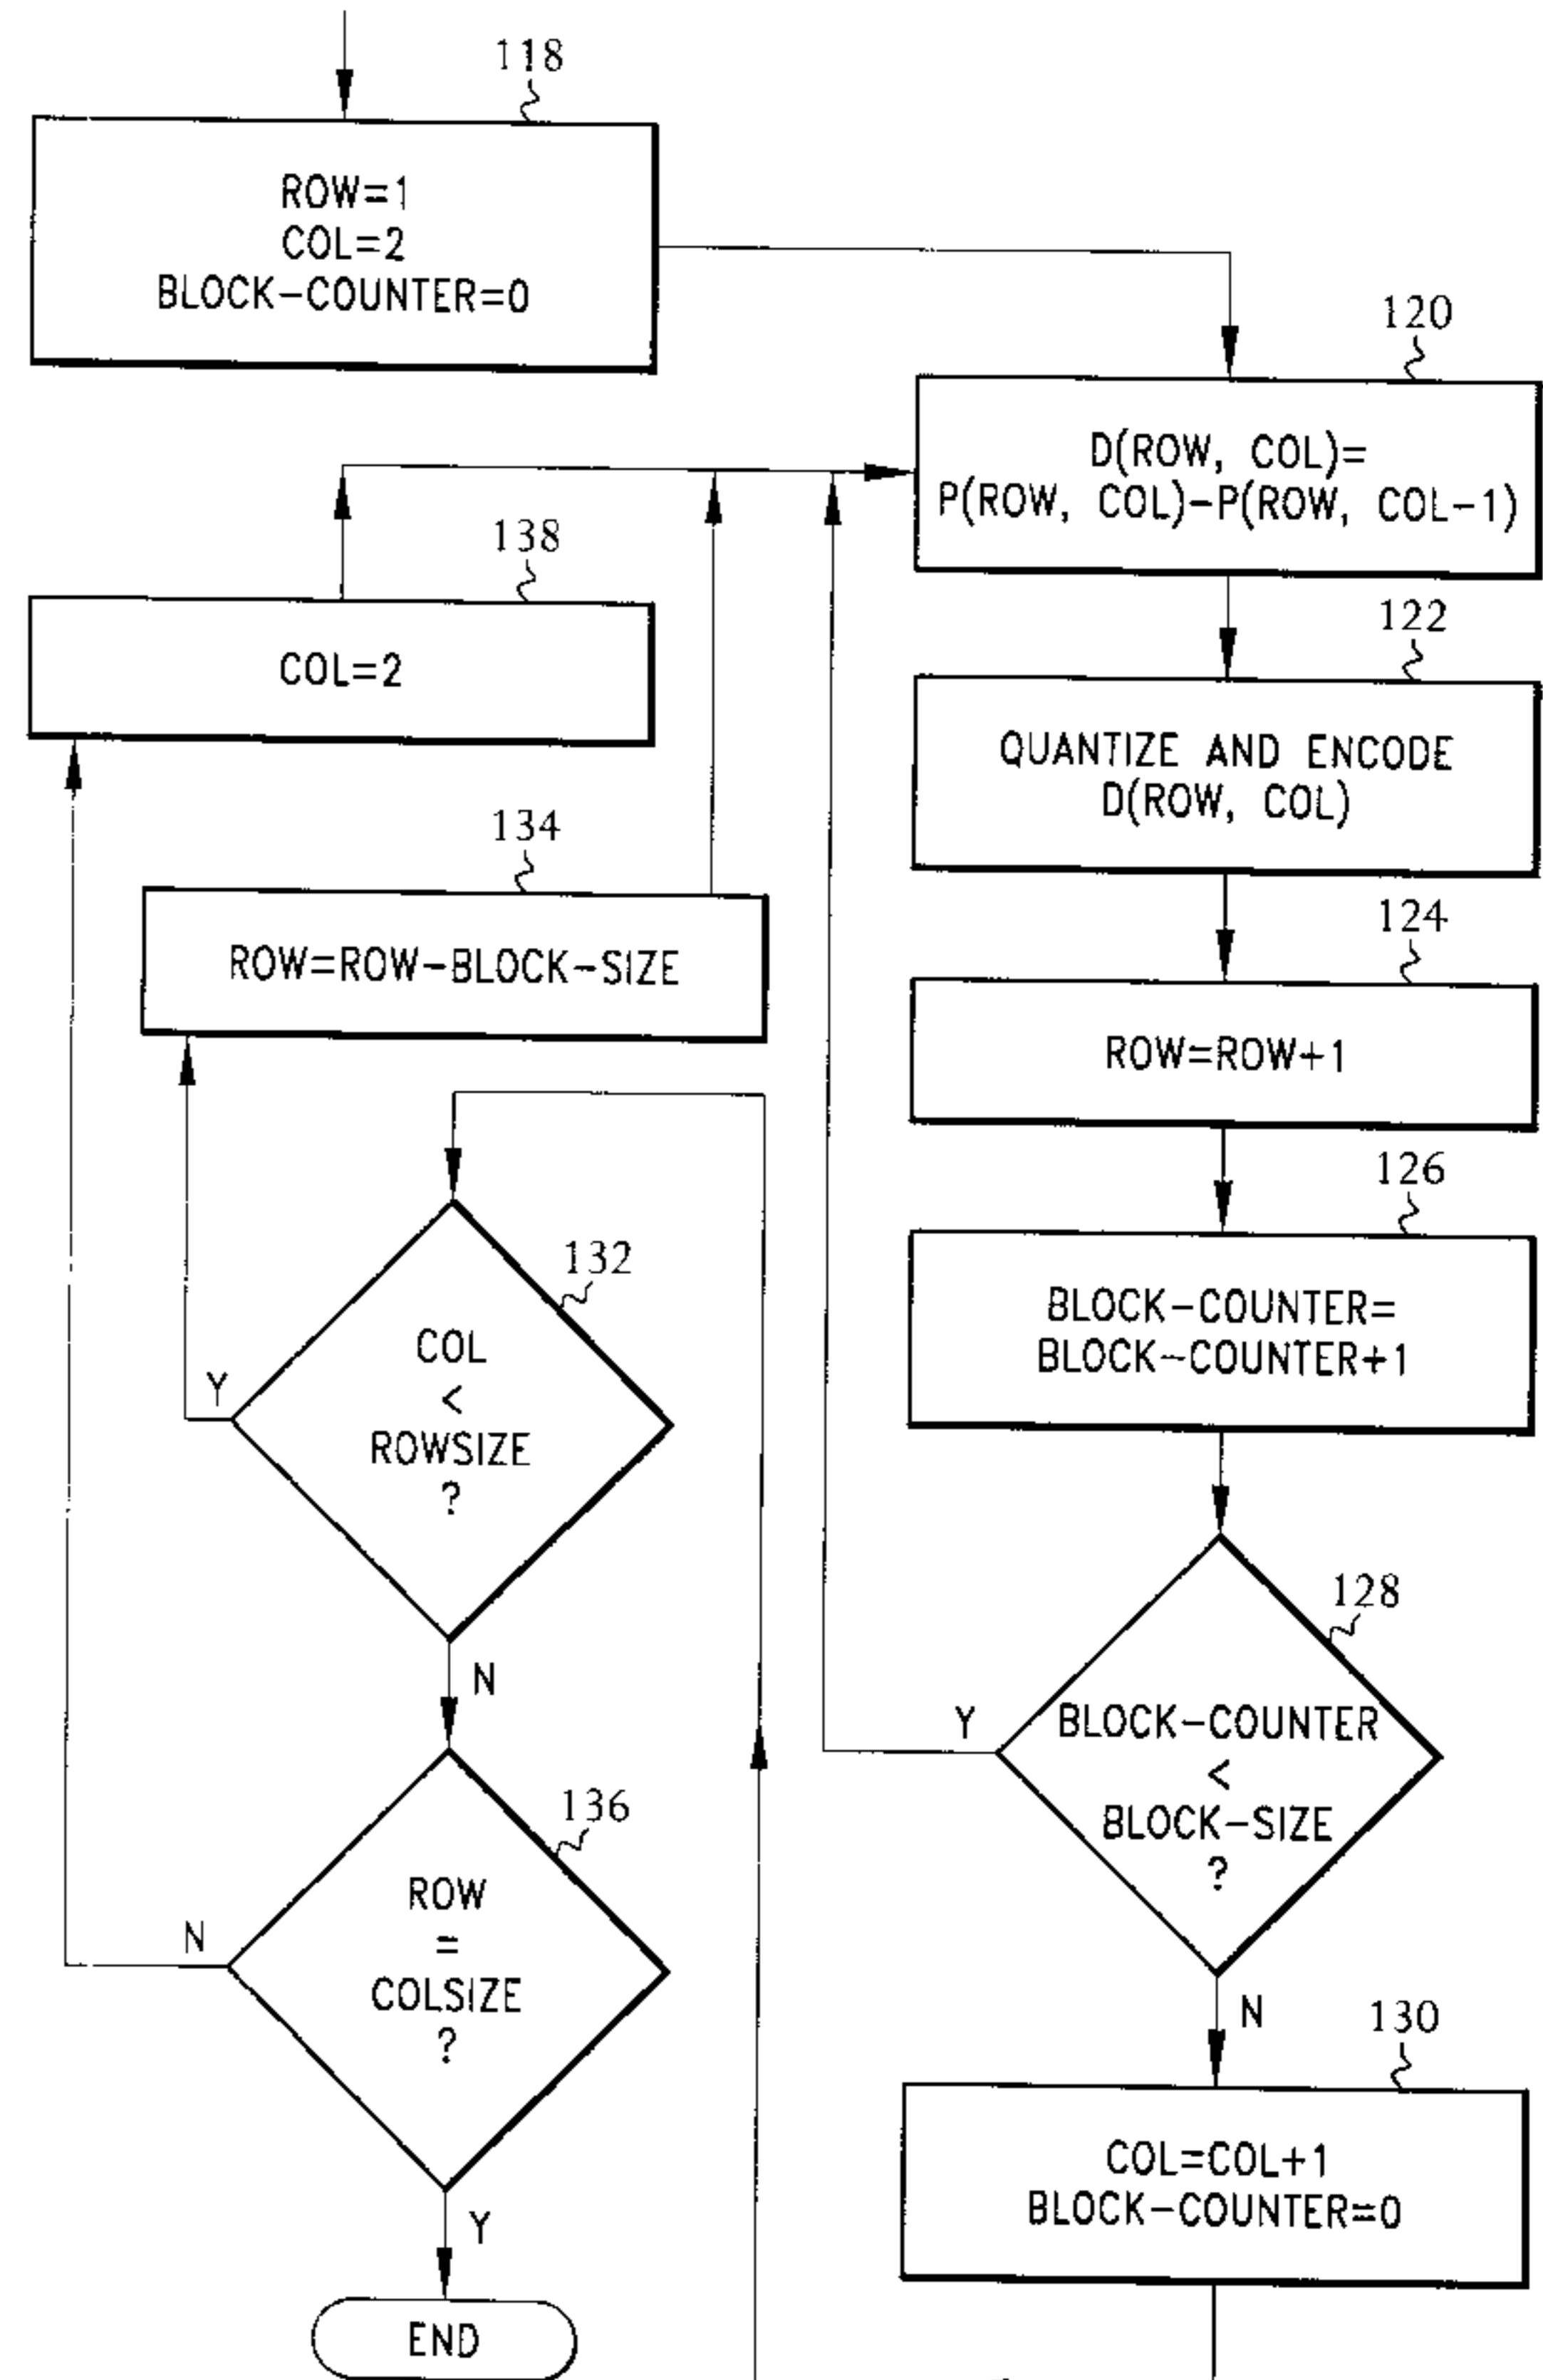 118
ROW=1
COL=2
BLOCK-COUNTER=0
120
D(ROW, COL)=
P(ROW, COL)-P(ROW, COL-1)
122
QUANTIZE AND ENCODE
D(ROW, COL)
124
ROW=ROW+1
126
BLOCK-COUNTER=
BLOCK-COUNTER+1
128
BLOCK-COUNTER
<
BLOCK-SIZE
?
Y
N
130
COL=COL+1
BLOCK-COUNTER=0
132
COL
<
ROWSIZE
?
Y
N
134
ROW=ROW-BLOCK-SIZE
136
ROW
=
COLSIZE
?
N
Y
138
COL=2
END